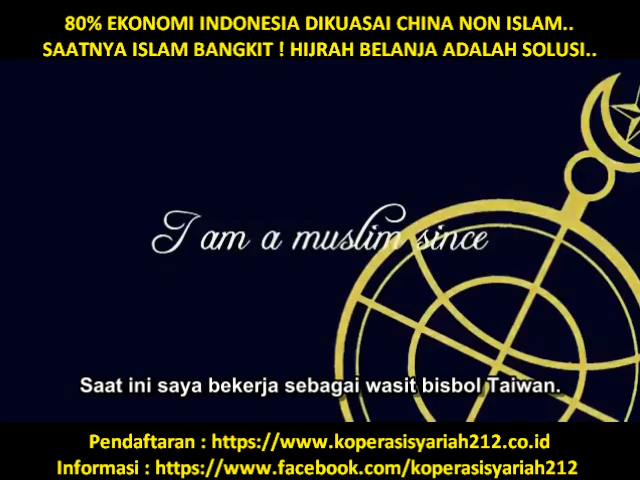 80% EKONOMI INDONESIA DIKUASAI CHINA NON ISLAM..
SAATNYA ISLAM BANGKIT ! HIJRAH BELANJA ADALAH SOLUSI..
I am a muslim since
Saat ini saya bekerja sebagai wasit bisbol Taiwan.
Pendaftaran : https://www.koperasisyariah212.co.id
Informasi : https://www.facebook.com/koperasisyariah212